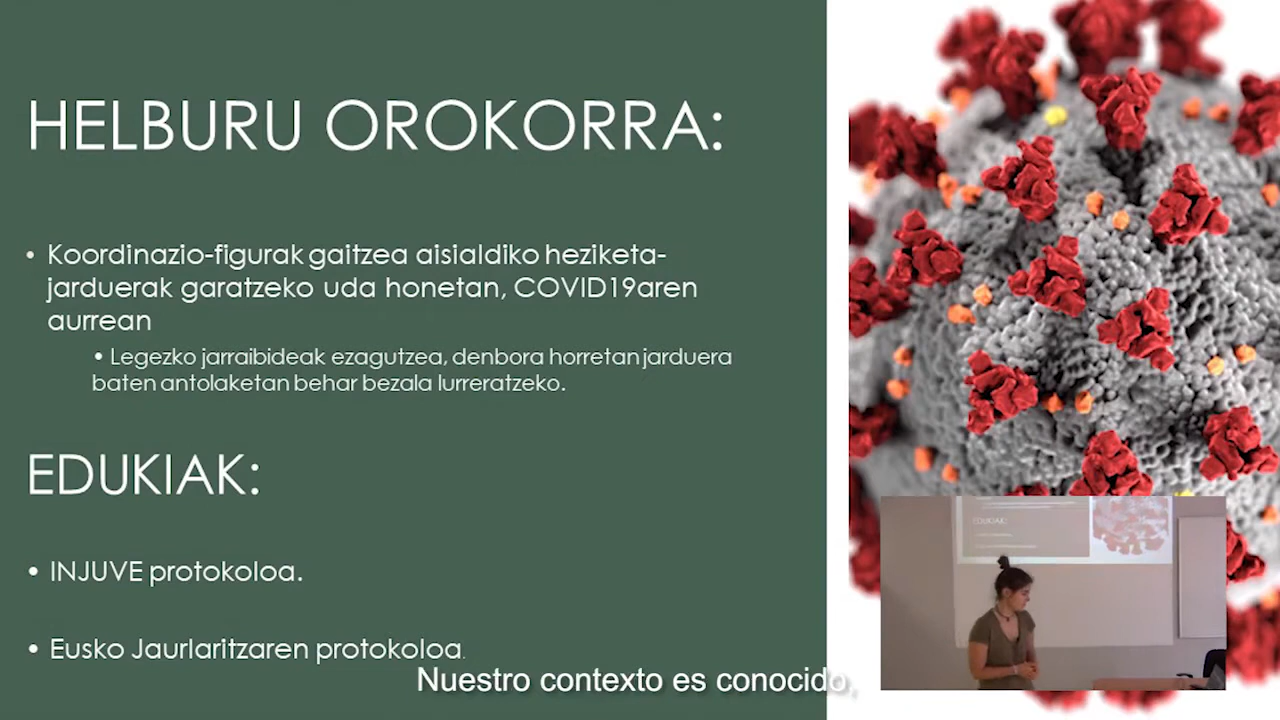 HELBURU OROKORRA:
• Koordinazio-figurak gaitzea aisialdiko heziketa-
jarduerak garatzeko uda honetan, COVID19aren
aurrean
• Legezko jarraibideak ezagutzea, denbora horretan jarduera
baten antolaketan behar bezala lurreratzeko.
EDUKIAK:
• INJUVE protokoloa.
• Eusko Jaurlaritzaren protokoloa.
Nuestro contexto es conocido,
EDUKIAK: